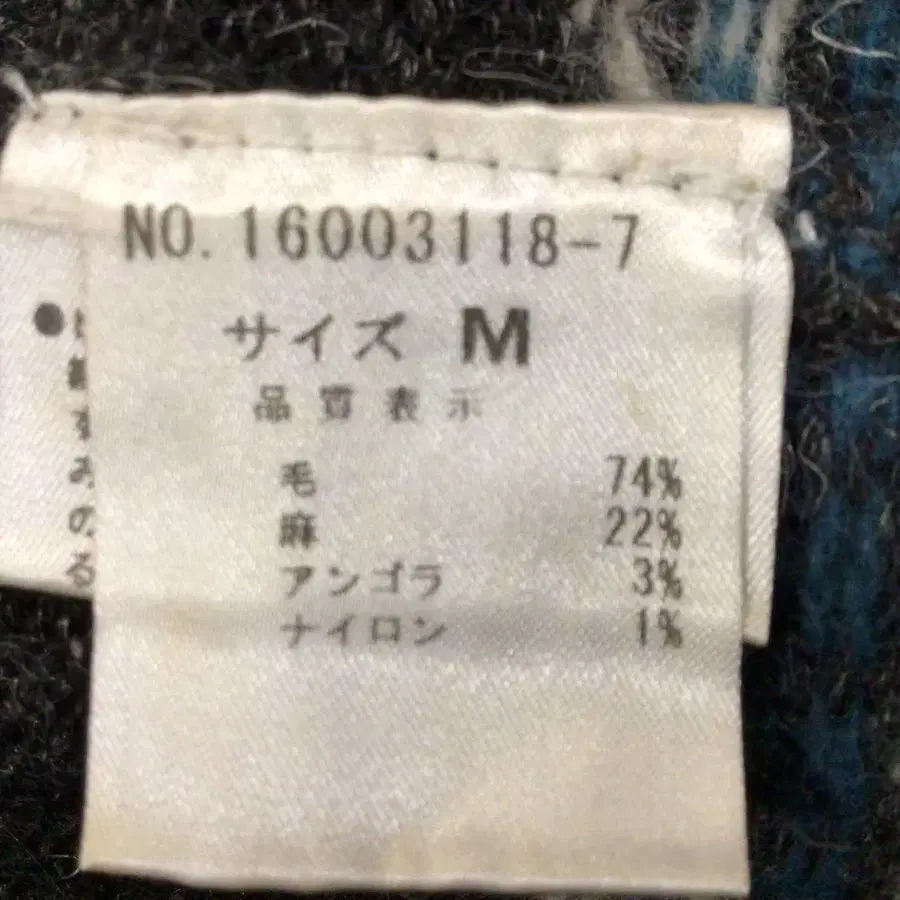 NO. 16003118-7
サイズ M
品質表示
毛 74%
麻 22%
アンゴラ 3%
ナイロン 1%